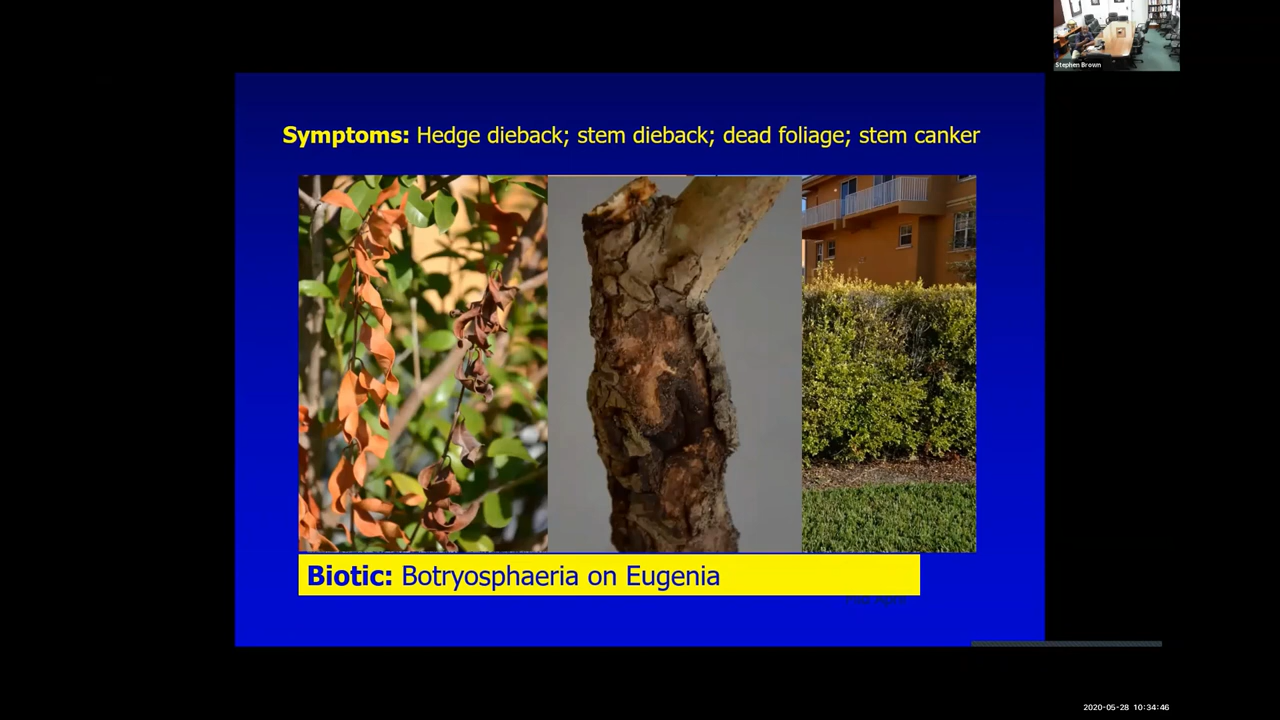 Stephen Brown
Symptoms: Hedge dieback; stem dieback; dead foliage; stem canker
Biotic: Botryosphaeria on Eugenia
2020-05-28 10:34:46